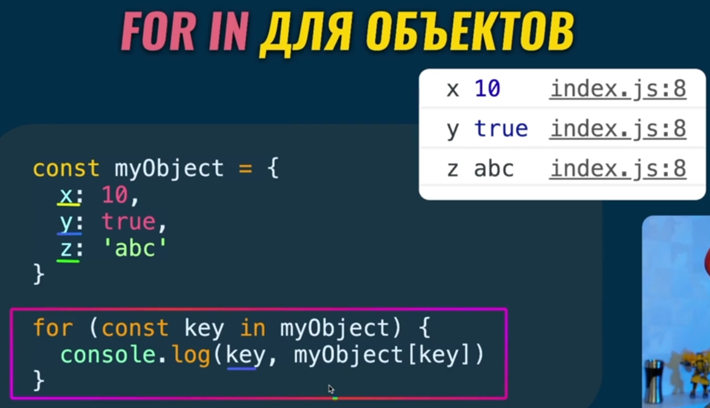 FOR IN ДЛЯ ОБЪЕКТОВ
x 10 index.js:8
y true index.js:8
z abc index.js:8
const myObject = {
x: 10,
y: true,
z: 'abc'
}
for (const key in myObject) {
console.log(key, myObject[key])
}